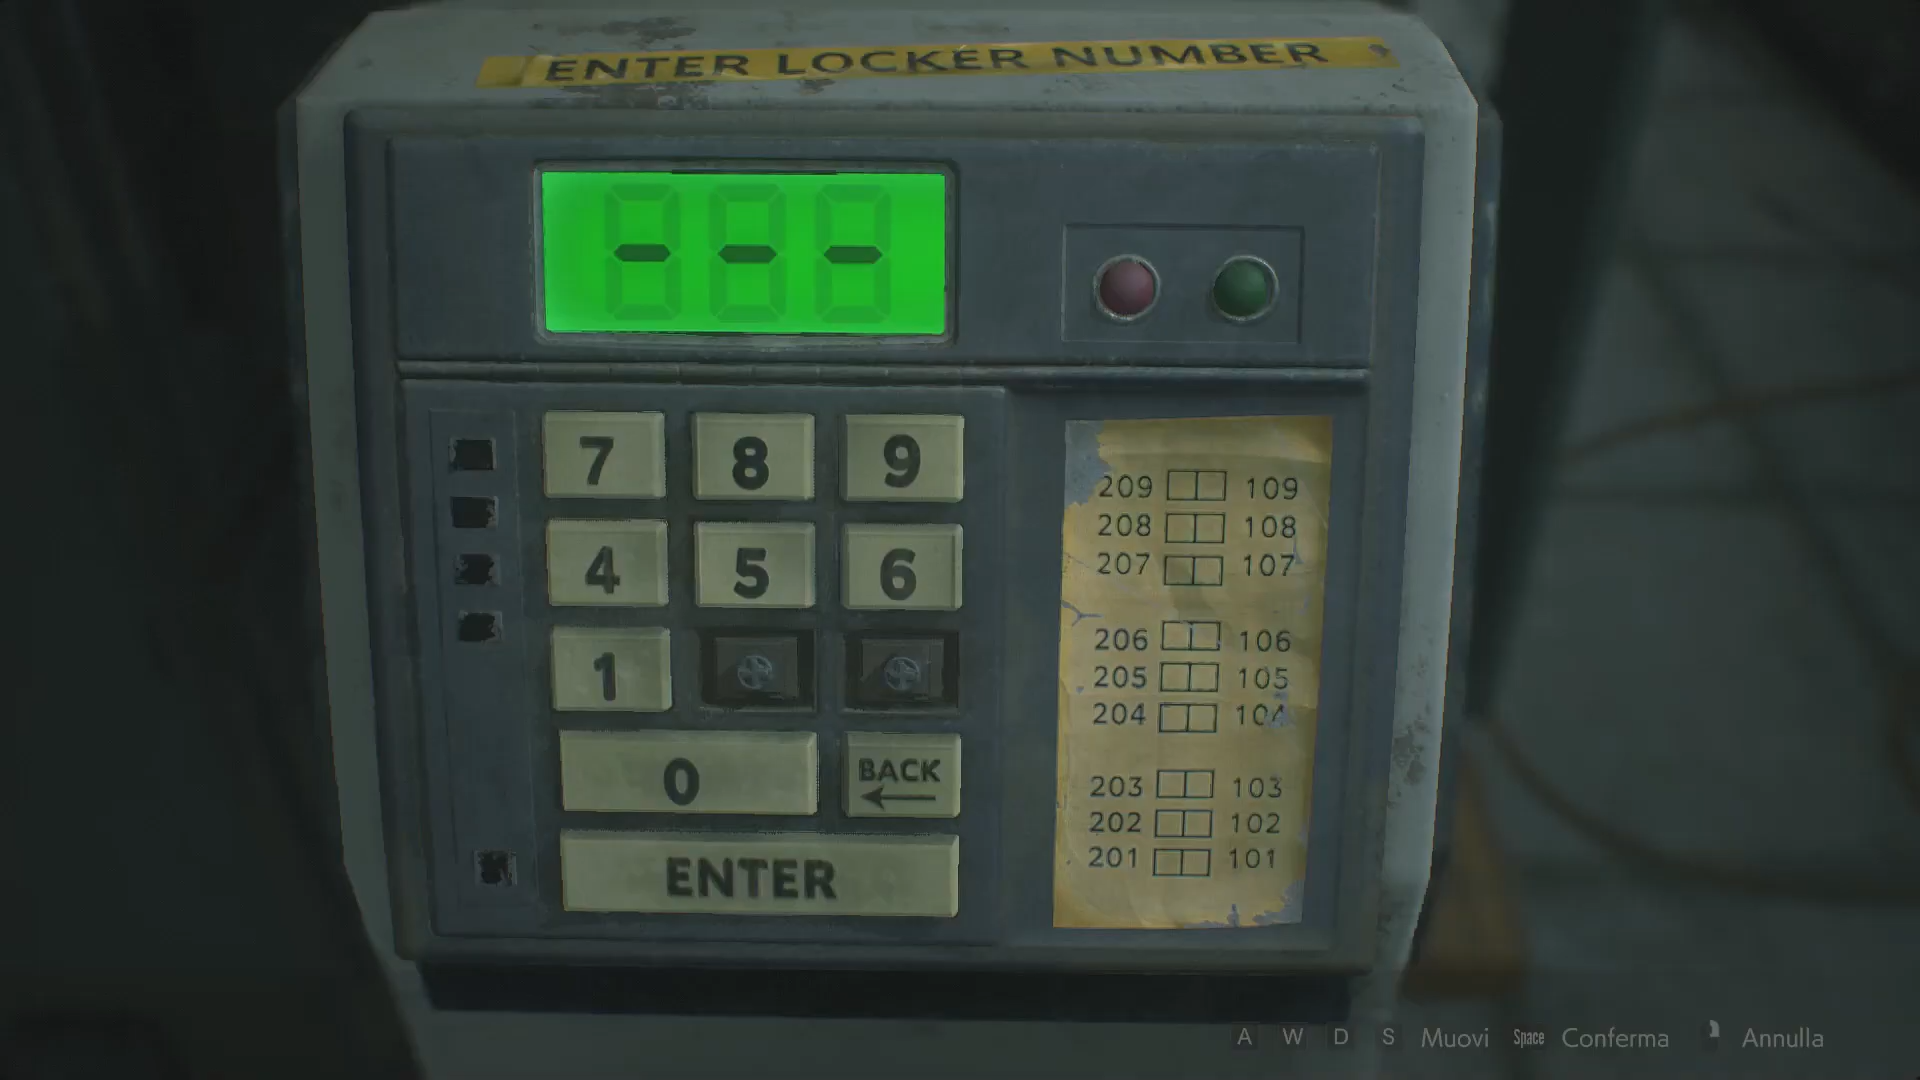 ENTER LOCKER NUMBER
7 8 9
4 5 6
1
0 BACK
ENTER
209 109
208 108
207 107
206 106
205 105
204 104
203 103
202 102
201 101
A W D S Muovi Space Conferma Annulla